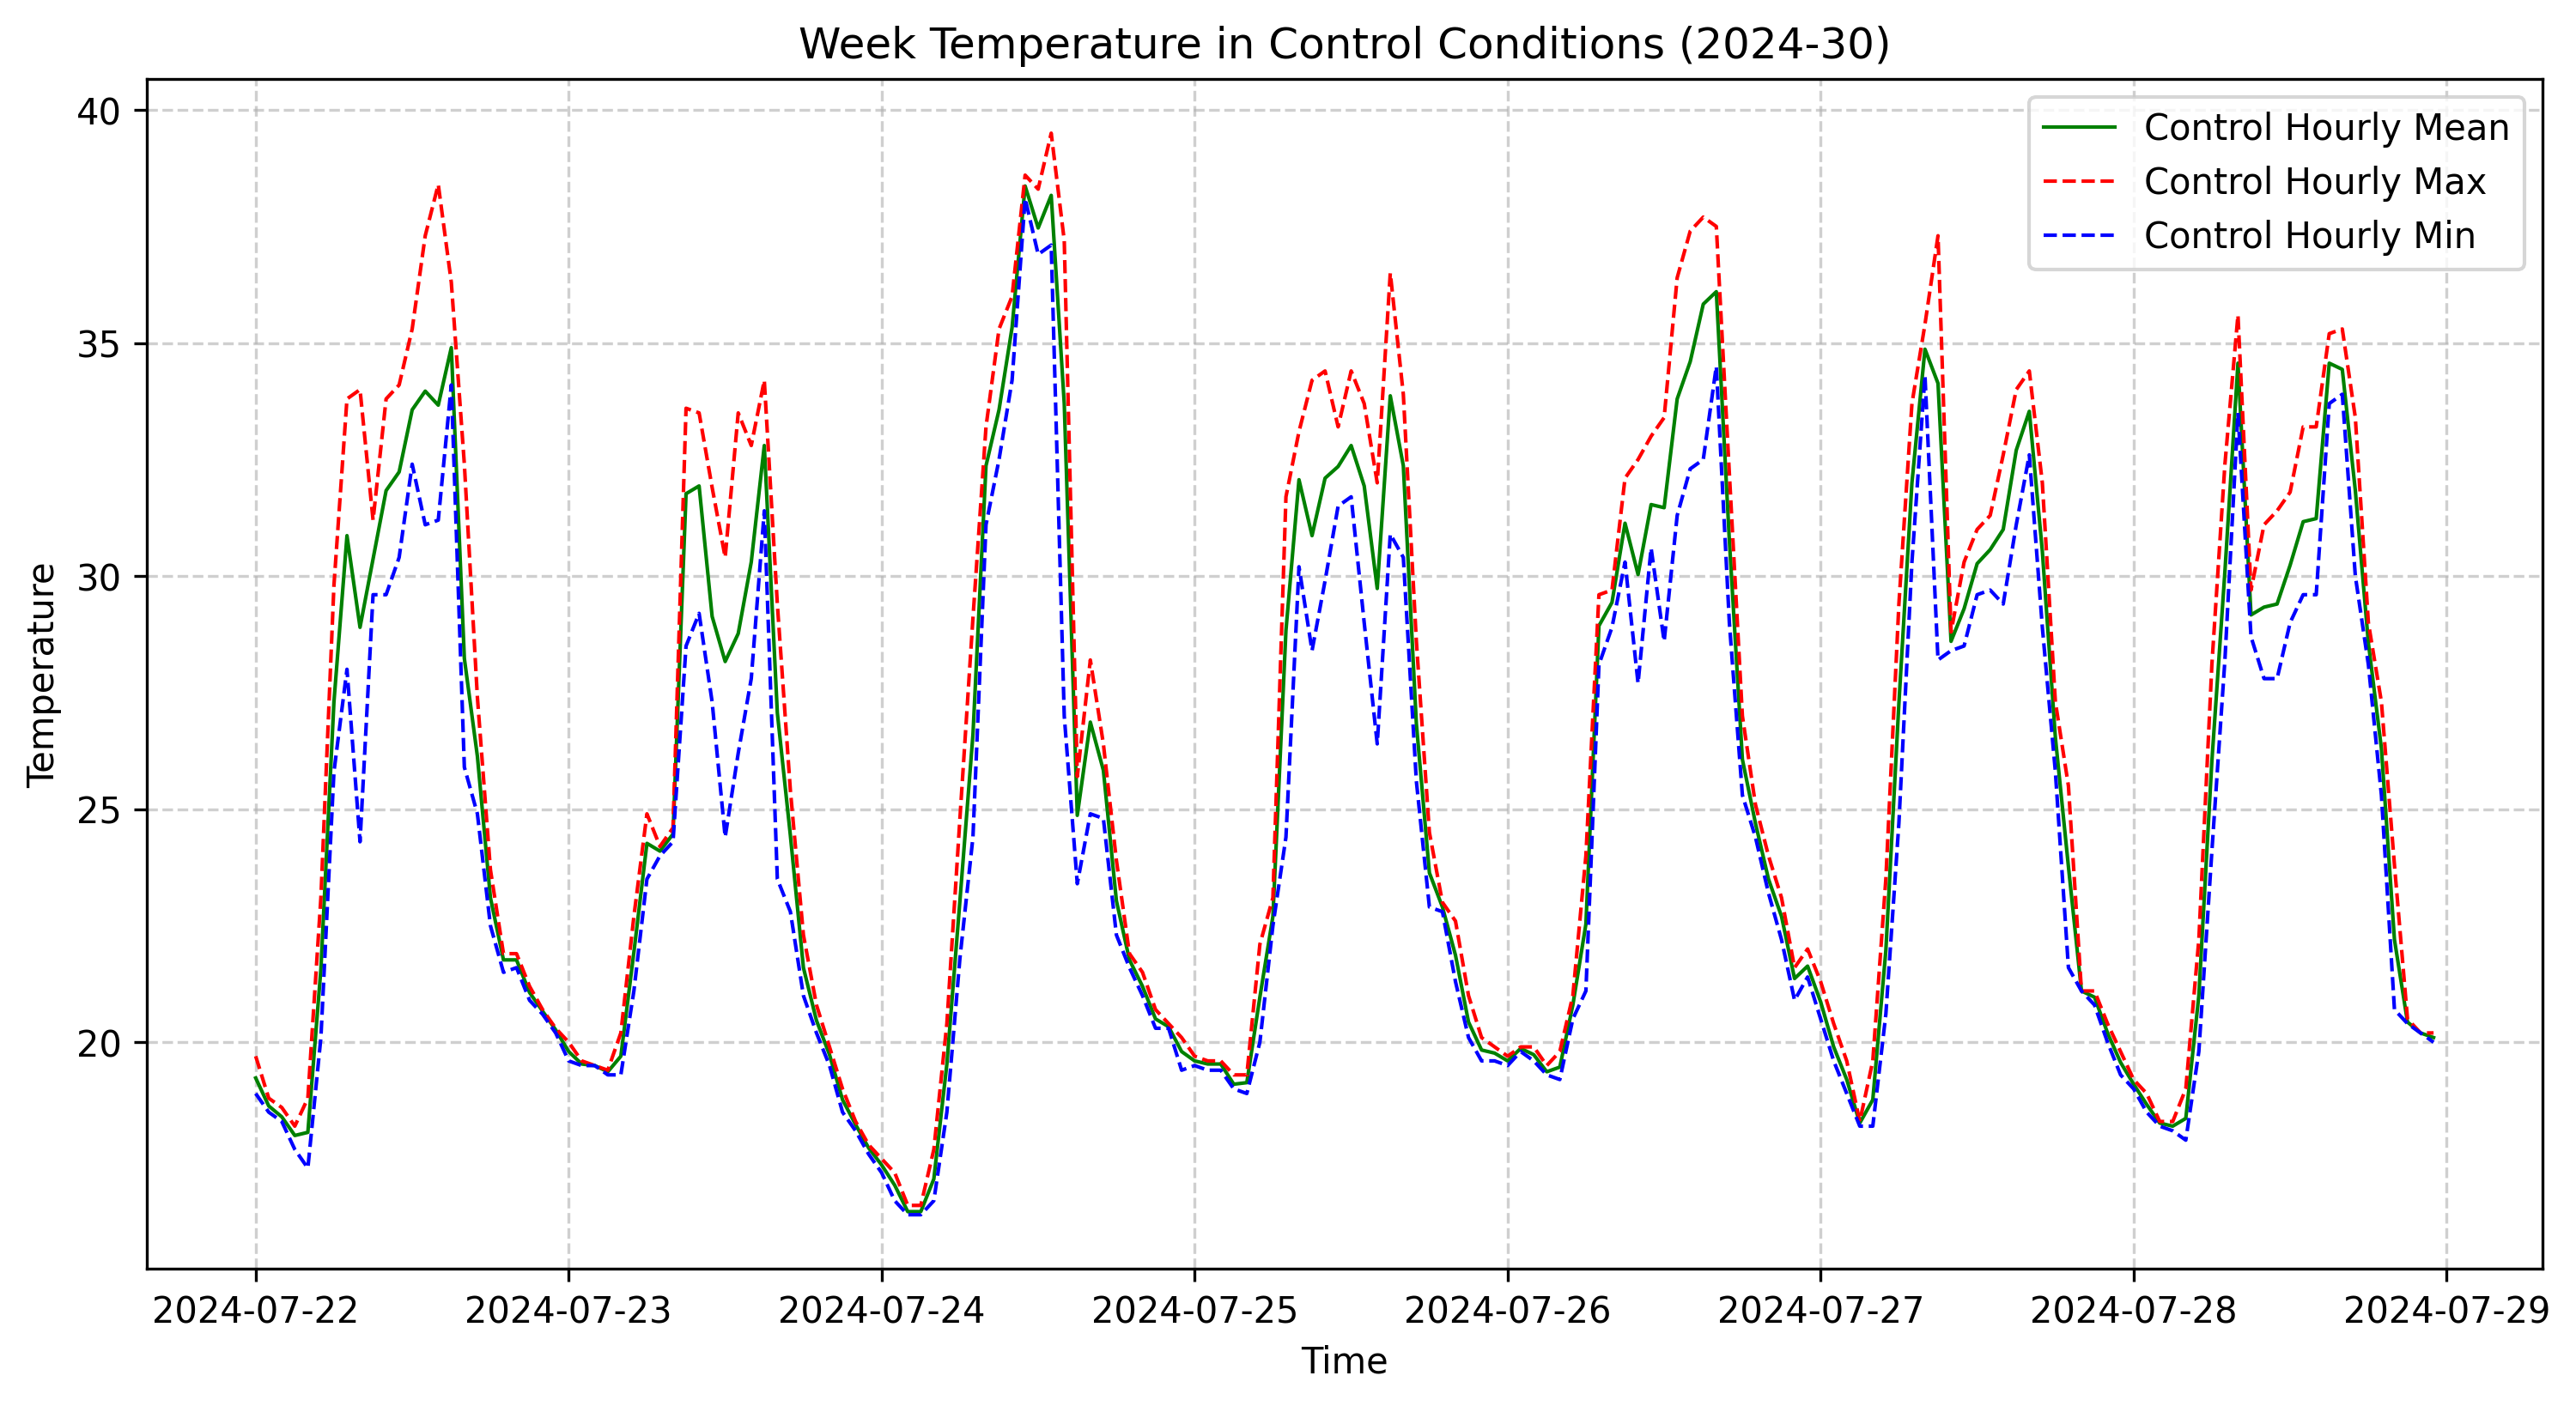 Week Temperature in Control Conditions (2024-30)
Control Hourly Mean
Control Hourly Max
Control Hourly Min
40
35
30
25
20
Temperature
2024-07-22 2024-07-23 2024-07-24 2024-07-25 2024-07-26 2024-07-27 2024-07-28 2024-07-29
Time